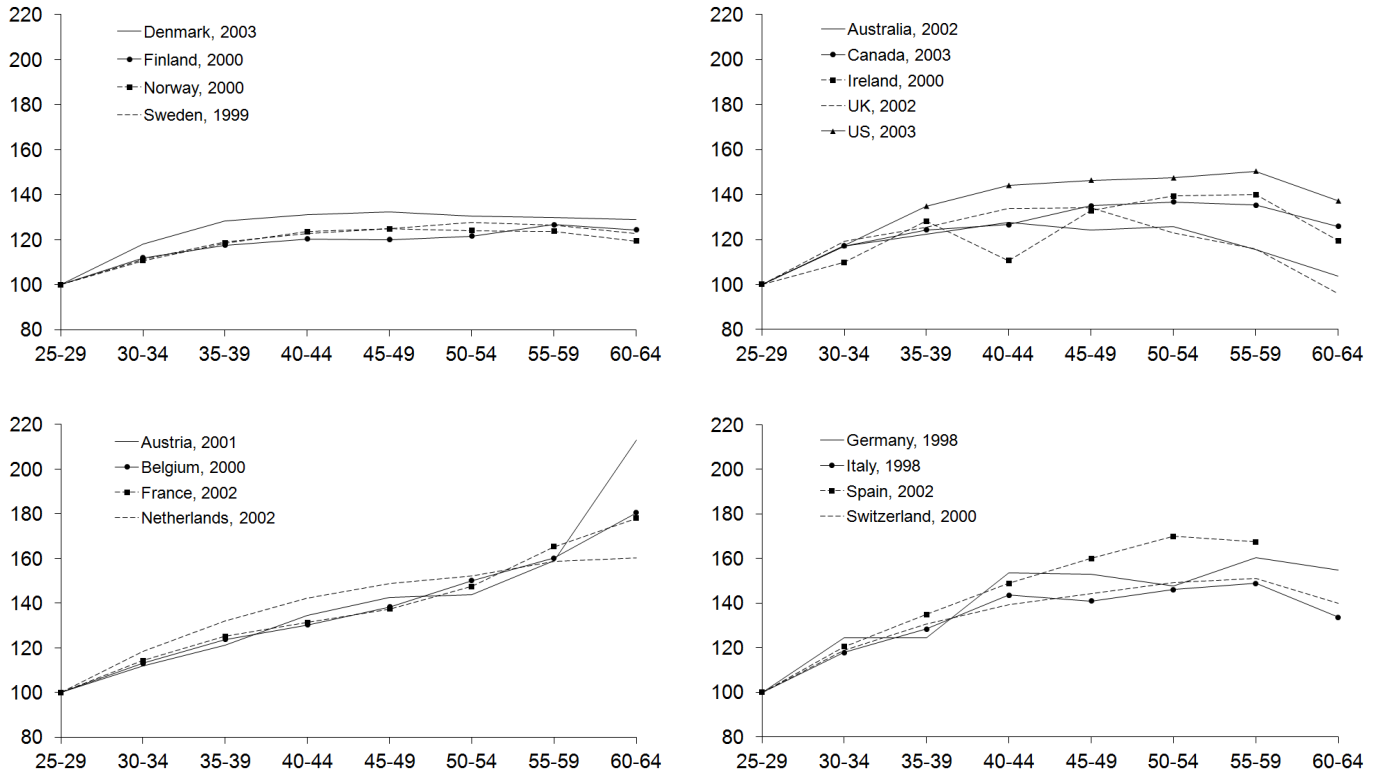 220
200
180
160
140
120
100
80
Denmark, 2003
Finland, 2000
Norway, 2000
Sweden, 1999
25-29 30-34 35-39 40-44 45-49 50-54 55-59 60-64
220
200
180
160
140
120
100
80
Australia, 2002
Canada, 2003
Ireland, 2000
UK, 2002
US, 2003
25-29 30-34 35-39 40-44 45-49 50-54 55-59 60-64
220
200
180
160
140
120
100
80
Austria, 2001
Belgium, 2000
France, 2002
Netherlands, 2002
25-29 30-34 35-39 40-44 45-49 50-54 55-59 60-64
220
200
180
160
140
120
100
80
Germany, 1998
Italy, 1998
Spain, 2002
Switzerland, 2000
25-29 30-34 35-39 40-44 45-49 50-54 55-59 60-64